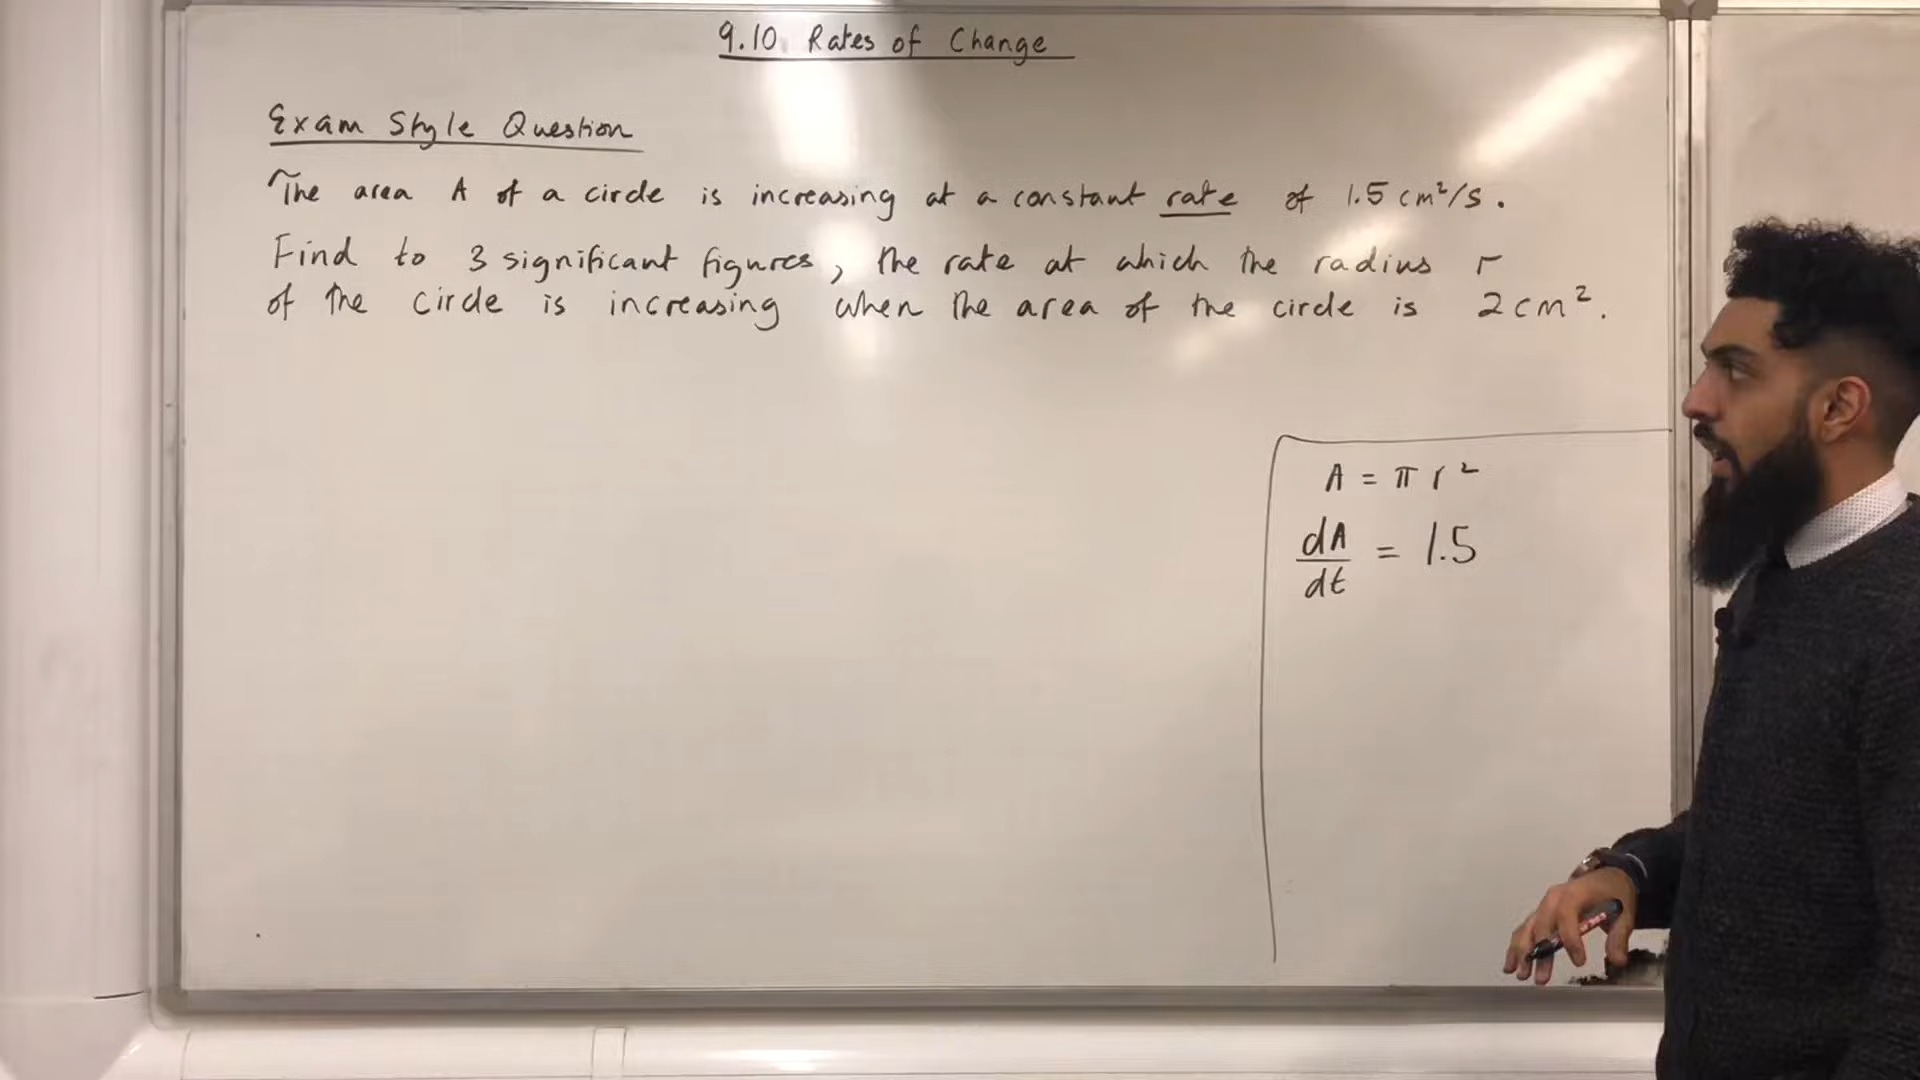 9.10 Rates of Change
Exam Style Question
The area A of a circle is increasing at a constant rate of 1.5 cm²/s.
Find to 3 significant figures, the rate at which the radius r
of the circle is increasing when the area of the circle is 2cm².
A = π r²
dA/dt = 1.5